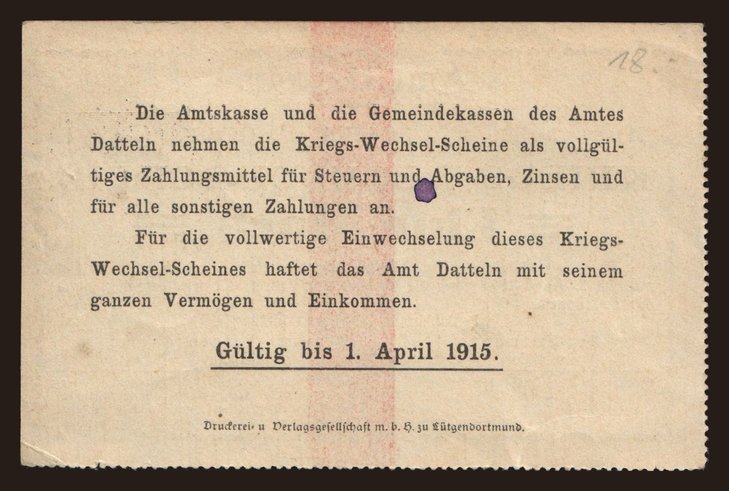 18.-
Die Amtskasse und die Gemeindekassen des Amtes
Datteln nehmen die Kriegs-Wechsel-Scheine als vollgül-
tiges Zahlungsmittel für Steuern und Abgaben, Zinsen und
für alle sonstigen Zahlungen an.
Für die vollwertige Einwechselung dieses Kriegs-
Wechsel-Scheines haftet das Amt Datteln mit seinem
ganzen Vermögen und Einkommen.
Gültig bis 1. April 1915.
Druckerei- u Verlagsgesellschaft m. b. H. zu Lütgendortmund.